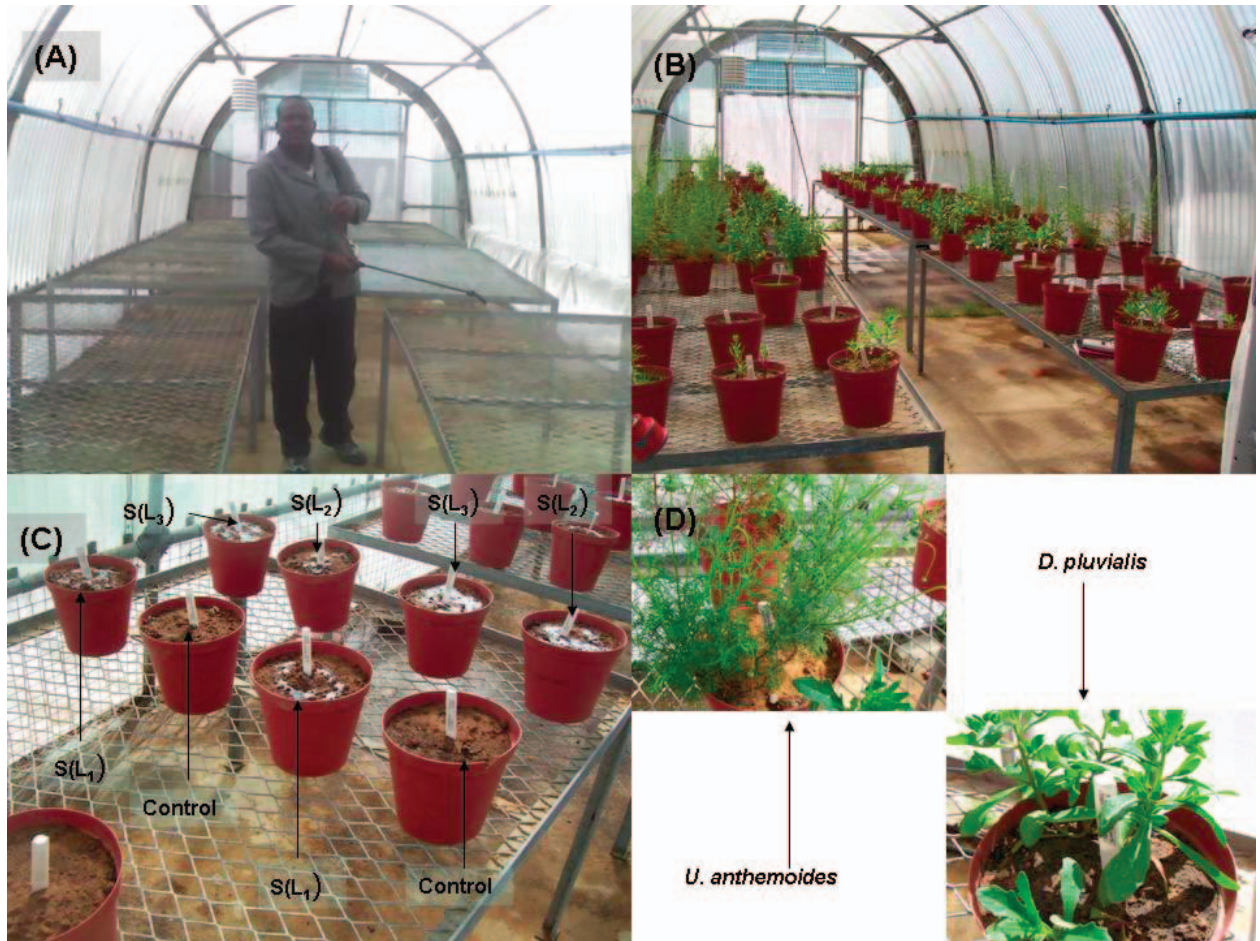 (A)
(B)
(C)
S(L₃)
S(L₂)
S(L₃)
S(L₂)
S(L₁)
Control
S(L₁)
Control
(D)
D. pluvialis
U. anthemoides